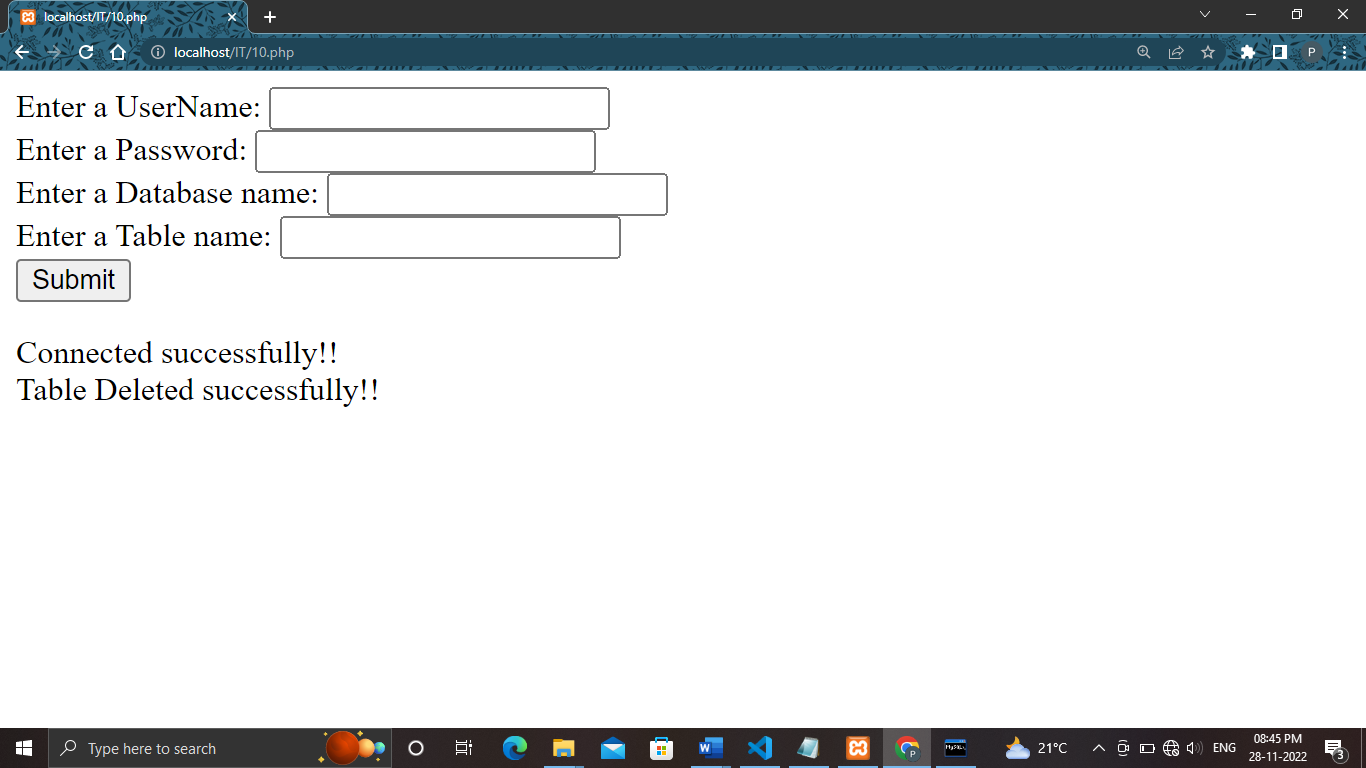 localhost/IT/10.php
localhost/IT/10.php
P
Enter a UserName:
Enter a Password:
Enter a Database name:
Enter a Table name:
Submit
Connected successfully!!
Table Deleted successfully!!
Type here to search
W
P
MySQL
21°C
ENG
08:45 PM
28-11-2022
3